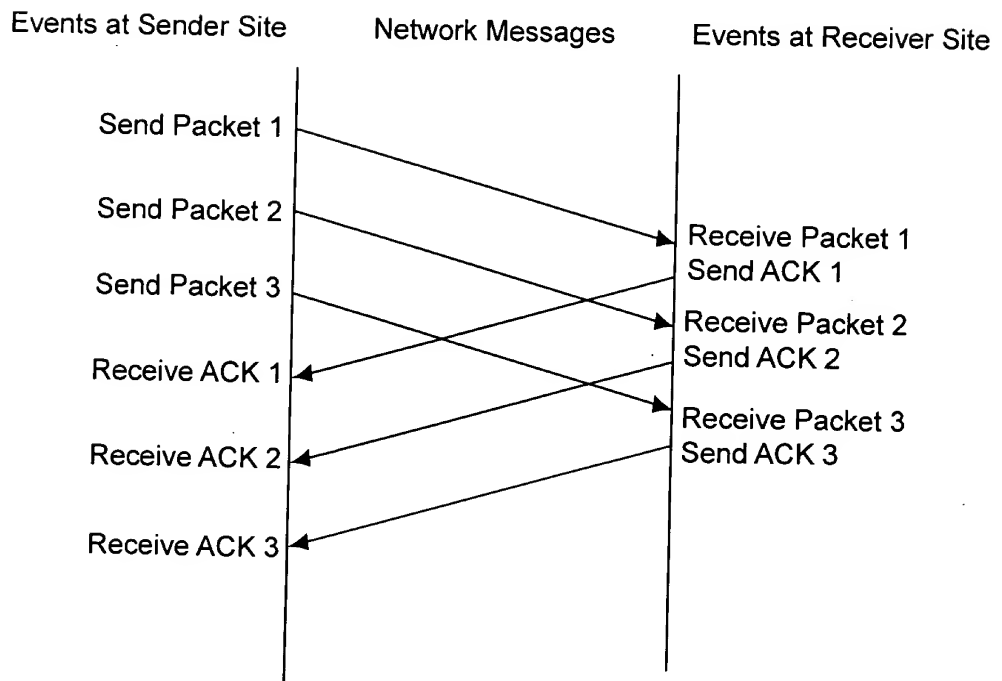 Events at Sender Site
Network Messages
Events at Receiver Site
Send Packet 1
Send Packet 2
Send Packet 3
Receive ACK 1
Receive ACK 2
Receive ACK 3
Receive Packet 1
Send ACK 1
Receive Packet 2
Send ACK 2
Receive Packet 3
Send ACK 3